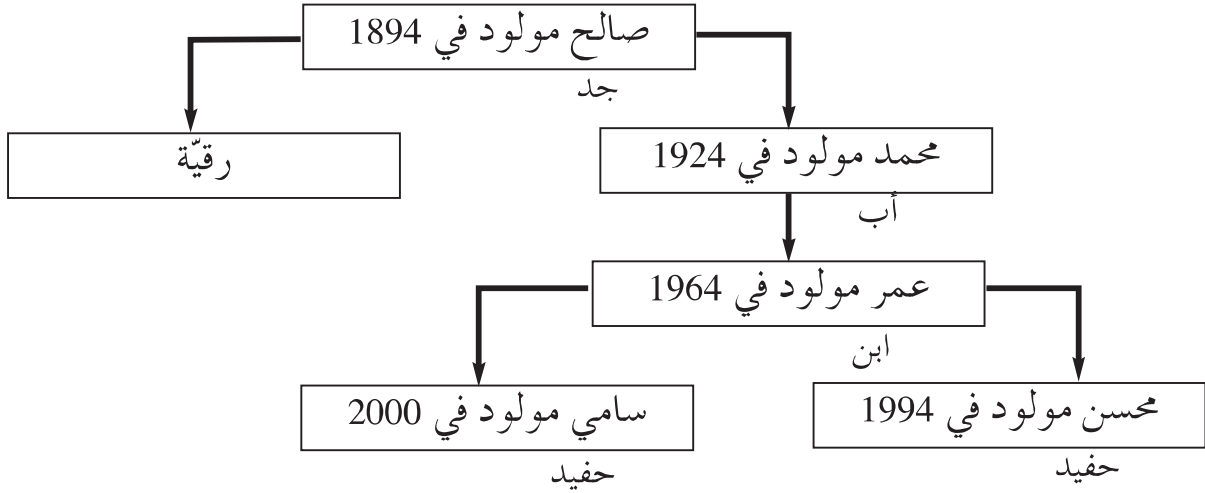 صالح مولود في 1894
جد
محمد مولود في 1924
رقيّة
أب
عمر مولود في 1964
ابن
محسن مولود في 1994
سامي مولود في 2000
حفيد
حفيد